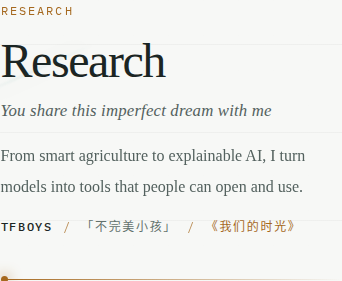 RESEARCH
Research
You share this imperfect dream with me
From smart agriculture to explainable AI, I turn
models into tools that people can open and use.
TFBOYS / 「不完美小孩」 / 《我们的时光》